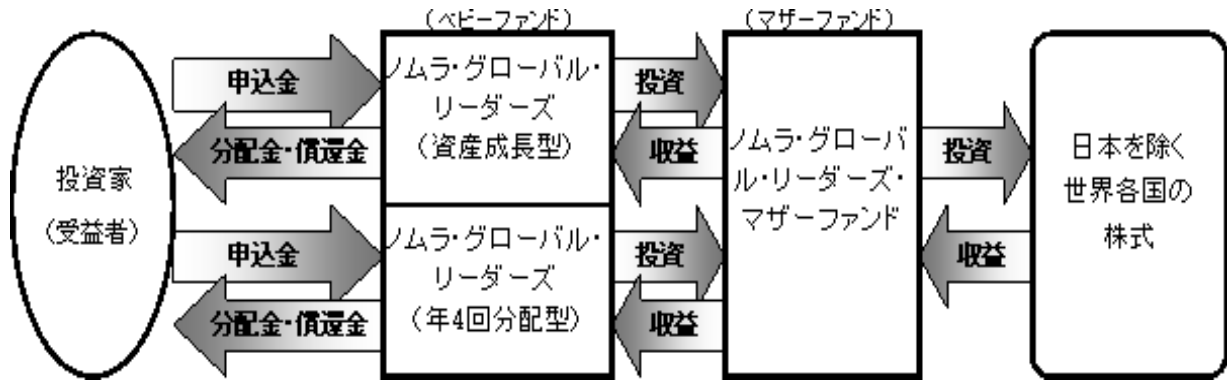 (ベビーファンド)
(マザーファンド)
投資家
(受益者)
申込金
分配金・償還金
申込金
分配金・償還金
ノムラ・グローバル・
リーダーズ
(資産成長型)
ノムラ・グローバル・
リーダーズ
(年4回分配型)
投資
収益
投資
収益
ノムラ・グローバ
ル・リーダーズ・
マザーファンド
投資
収益
日本を除く
世界各国の
株式